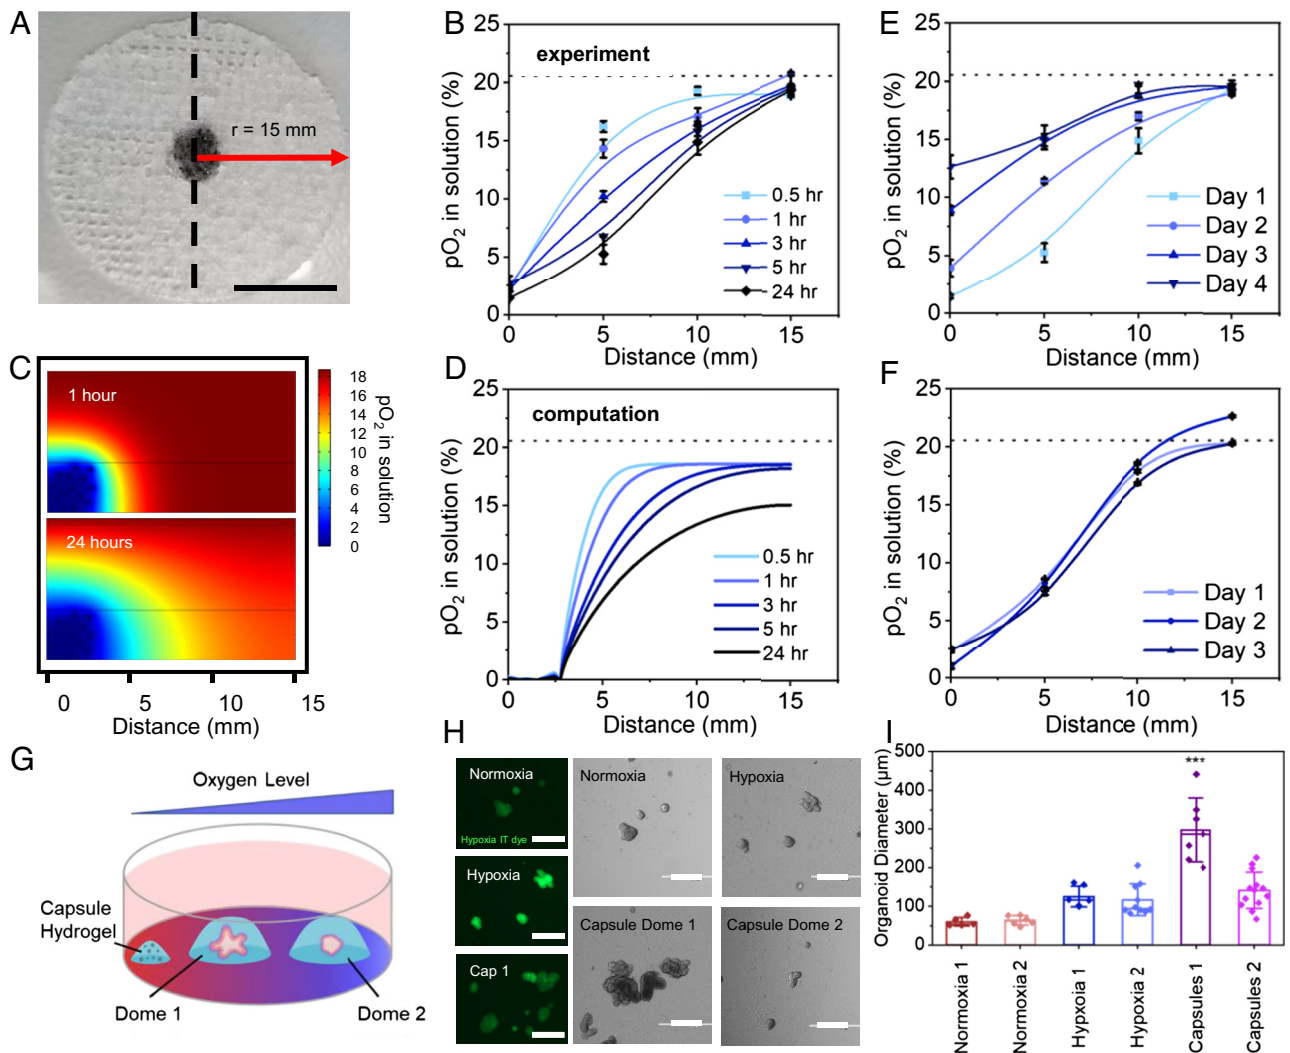 A
r = 15 mm
B
experiment
25
20
15
10
5
0
pO2 in solution (%)
0.5 hr
1 hr
3 hr
5 hr
24 hr
0 5 10 15
Distance (mm)
E
25
20
15
10
5
0
pO2 in solution (%)
Day 1
Day 2
Day 3
Day 4
0 5 10 15
Distance (mm)
C
1 hour
24 hours
18
16
14
12
10
8
6
4
2
0
pO2 in solution
0 5 10 15
Distance (mm)
D
computation
25
20
15
10
5
0
pO2 in solution (%)
0.5 hr
1 hr
3 hr
5 hr
24 hr
0 5 10 15
Distance (mm)
F
25
20
15
10
5
0
pO2 in solution (%)
Day 1
Day 2
Day 3
0 5 10 15
Distance (mm)
G
Oxygen Level
Capsule
Hydrogel
Dome 1
Dome 2
H
Normoxia
Hypoxia IT dye
Hypoxia
Cap 1
Normoxia
Hypoxia
Capsule Dome 1
Capsule Dome 2
I
500
400
300
200
100
0
Organoid Diameter (µm)
***
Normoxia 1
Normoxia 2
Hypxoia 1
Hypoxia 2
Capsules 1
Capsules 2